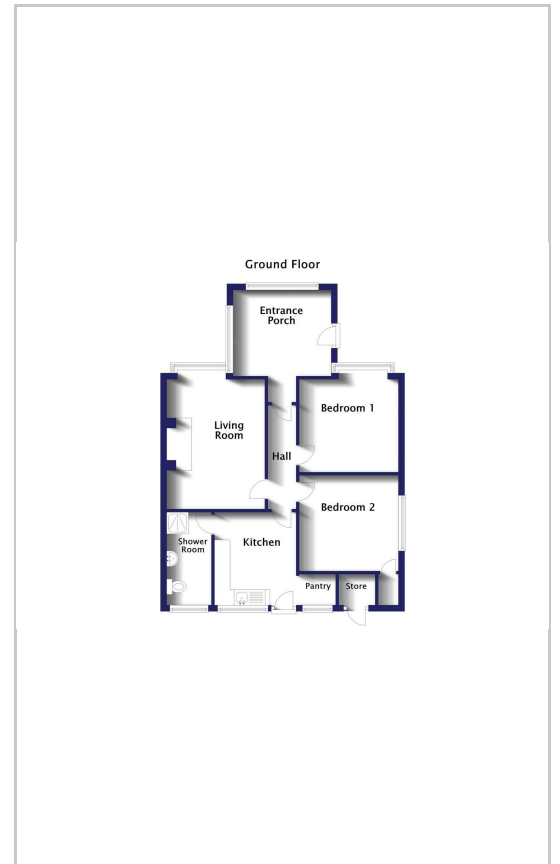 Ground Floor
Entrance
Porch
Living
Room
Bedroom 1
Hall
Bedroom 2
Shower
Room
Kitchen
Pantry
Store